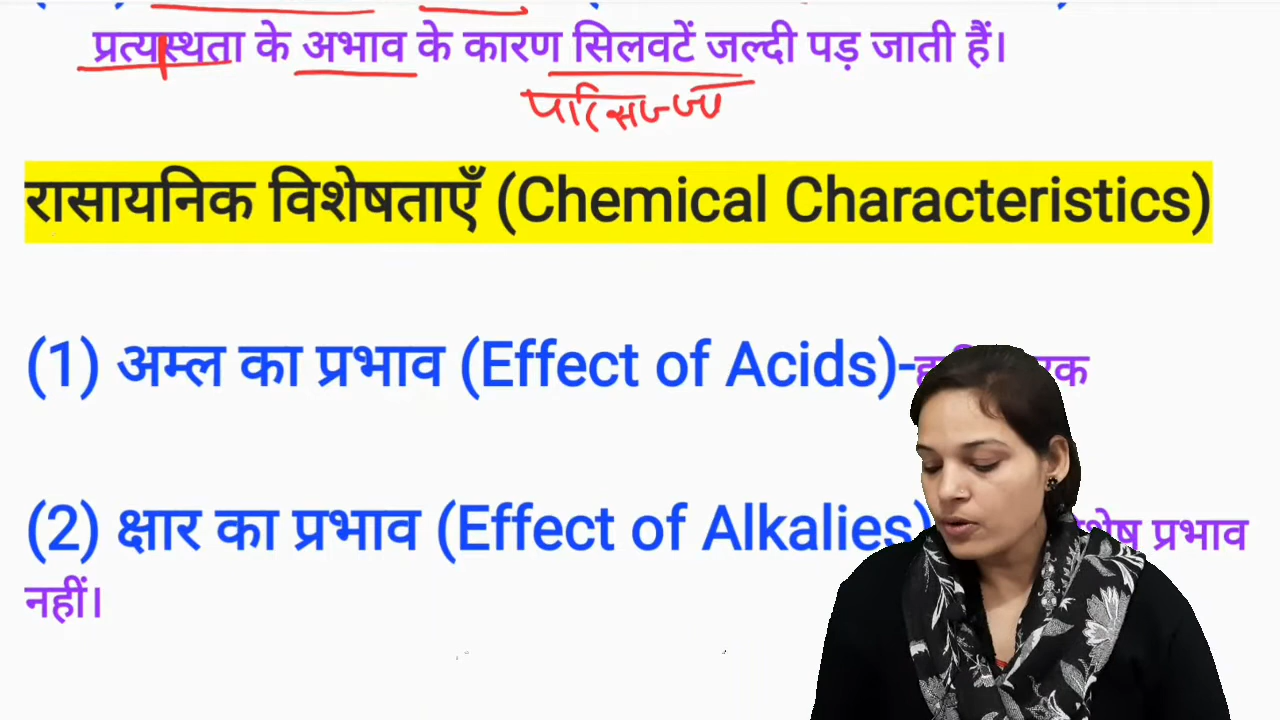 प्रत्यास्थता के अभाव के कारण सिलवटें जल्दी पड़ जाती हैं।
रासायनिक विशेषताएँ (Chemical Characteristics)
(1) अम्ल का प्रभाव (Effect of Acids)-
(2) क्षार का प्रभाव (Effect of Alkalies) प्रभाव
नहीं।